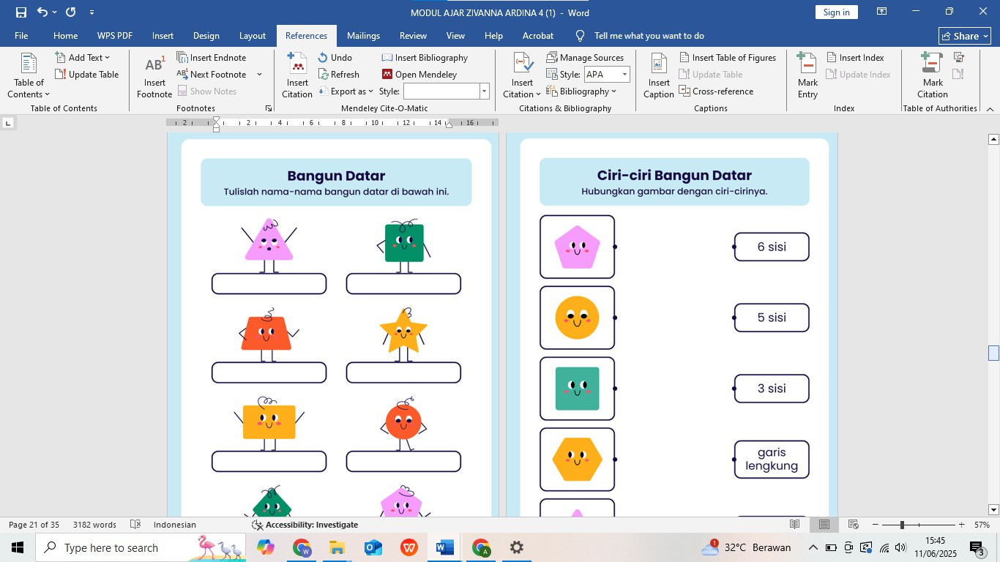 MODUL AJAR ZIVANNA ARDINA 4 (1) - Word
Sign in
File Home WPS PDF Insert Design Layout References Mailings Review View Help Acrobat Tell me what you want to do Share
Table of Contents
Add Text
Update Table
Table of Contents
AB1
Insert Footnote
Insert Endnote
Next Footnote
Show Notes
Footnotes
Insert Citation
Undo
Refresh
Export as
Insert Bibliography
Open Mendeley
Style:
Mendeley Cite-O-Matic
Insert Citation
Manage Sources
Style: APA
Bibliography
Citations & Bibliography
Insert Caption
Insert Table of Figures
Update Table
Cross-reference
Captions
Mark Entry
Insert Index
Update Index
Index
Mark Citation
Table of Authorities
2 2 4 6 8 10 12 14 16
Bangun Datar
Tulislah nama-nama bangun datar di bawah ini.
Ciri-ciri Bangun Datar
Hubungkan gambar dengan ciri-cirinya.
6 sisi
5 sisi
3 sisi
garis
lengkung
Page 21 of 35 3182 words Indonesian Accessibility: Investigate 57%
Type here to search
1
32°C Berawan
15:45
11/06/2025
3